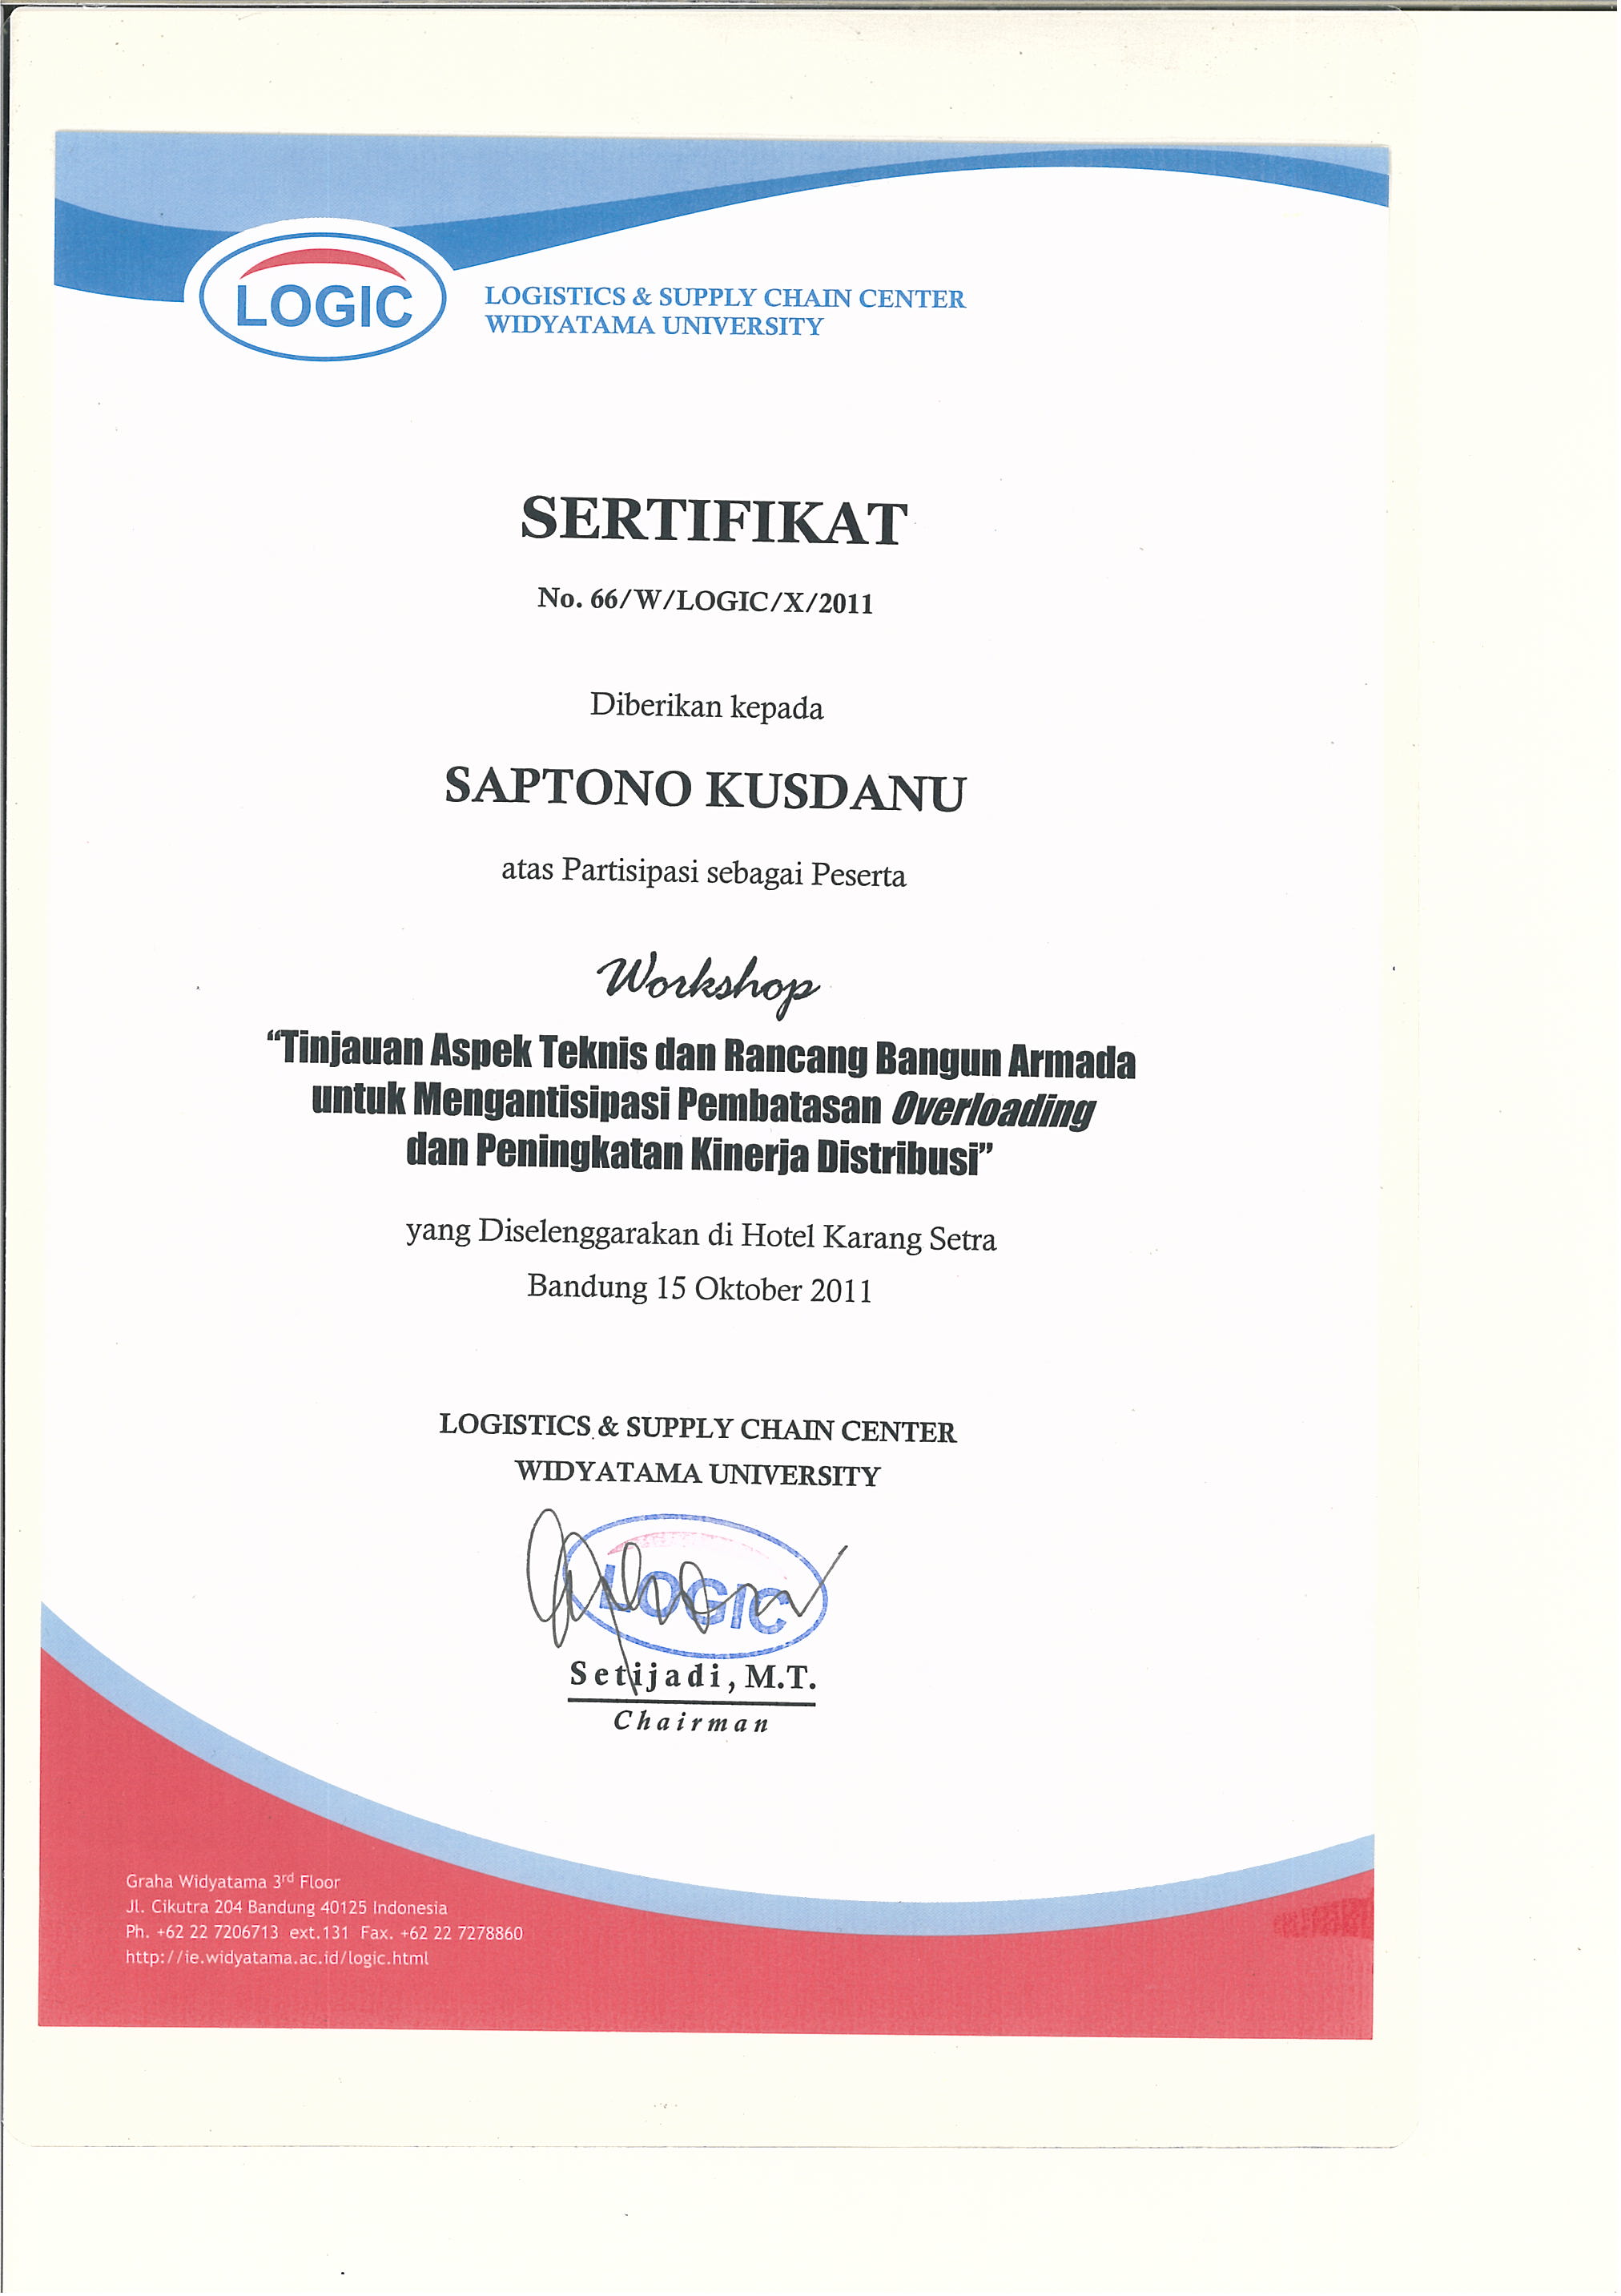 LOGIC
LOGISTICS & SUPPLY CHAIN CENTER
WIDYATAMA UNIVERSITY
SERTIFIKAT
No. 66/W/LOGIC/X/2011
Diberikan kepada
SAPTONO KUSDANU
atas Partisipasi sebagai Peserta
Workshop
“Tinjauan Aspek Teknis dan Rancang Bangun Armada
untuk Mengantisipasi Pembatasan Overloading
dan Peningkatan Kinerja Distribusi”
yang Diselenggarakan di Hotel Karang Setra
Bandung 15 Oktober 2011
LOGISTICS & SUPPLY CHAIN CENTER
WIDYATAMA UNIVERSITY
LOGIC
Setijadi, M.T.
Chairman
Graha Widyatama 3rd Floor
Jl. Cikutra 204 Bandung 40125 Indonesia
Ph. +62 22 7206713 ext.131 Fax. +62 22 7278860
http://ie.widyatama.ac.id/logic.html